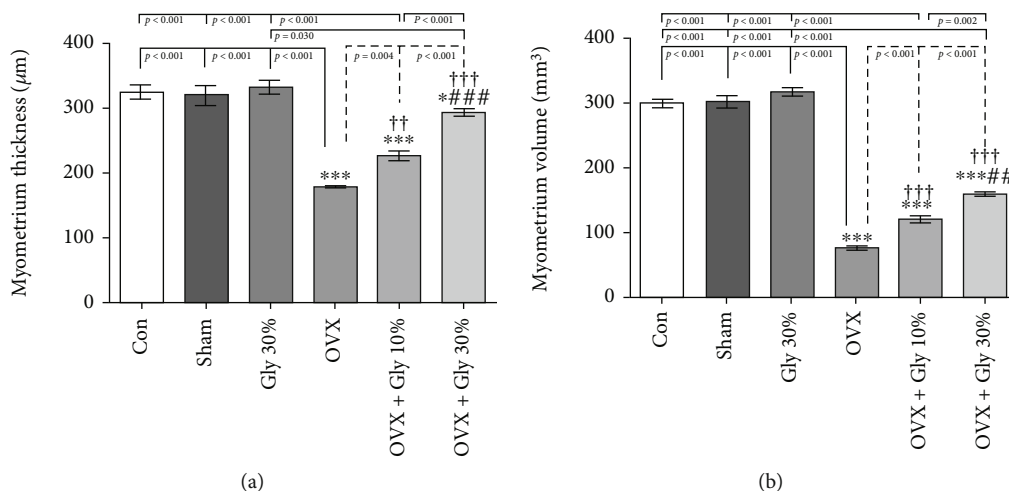 p < 0.001 p < 0.001 p < 0.001 P < 0.001
p = 0.030
p < 0.001 p < 0.001 p < 0.001 p = 0.004 p < 0.001
400
300
200
100
0
Myometrium thickness (μm)
***
††
***
†††
*###
Con
Sham
Gly 30%
OVX
OVX + Gly 10%
OVX + Gly 30%
(a)
p < 0.001 p < 0.001 p < 0.001 p = 0.002
p < 0.001 p < 0.001 p < 0.001
p < 0.001 p < 0.001 p < 0.001 p < 0.001 p < 0.001
400
300
200
100
0
Myometrium volume (mm³)
***
†††
***
†††
***##
Con
Sham
Gly 30%
OVX
OVX + Gly 10%
OVX + Gly 30%
(b)